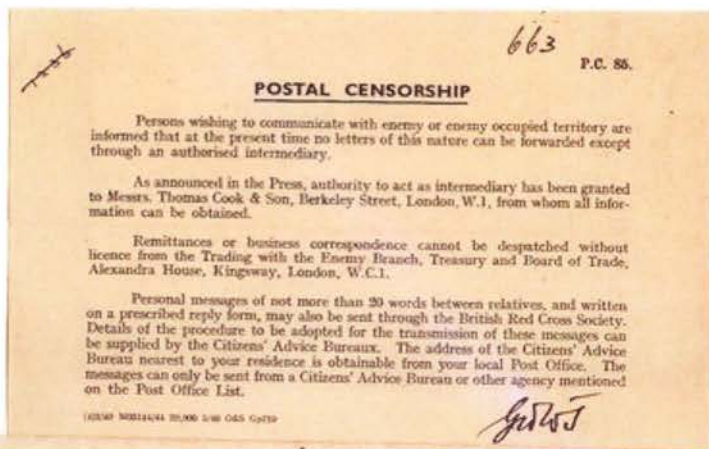 663
P.C. 85.
POSTAL CENSORSHIP
Persons wishing to communicate with enemy or enemy occupied territory are
informed that at the present time no letters of this nature can be forwarded except
through an authorised intermediary.
As announced in the Press, authority to act as intermediary has been granted
to Messrs. Thomas Cook & Son, Berkeley Street, London, W.1, from whom all infor-
mation can be obtained.
Remittances or business correspondence cannot be despatched without
licence from the Trading with the Enemy Branch, Treasury and Board of Trade,
Alexandra House, Kingsway, London, W.C.1.
Personal messages of not more than 20 words between relatives, and written
on a prescribed reply form, may also be sent through the British Red Cross Society.
Details of the procedure to be adopted for the transmission of these messages can
be supplied by the Citizens' Advice Bureaux. The address of the Citizens' Advice
Bureau nearest to your residence is obtainable from your local Post Office. The
messages can only be sent from a Citizens' Advice Bureau or other agency mentioned
on the Post Office List.